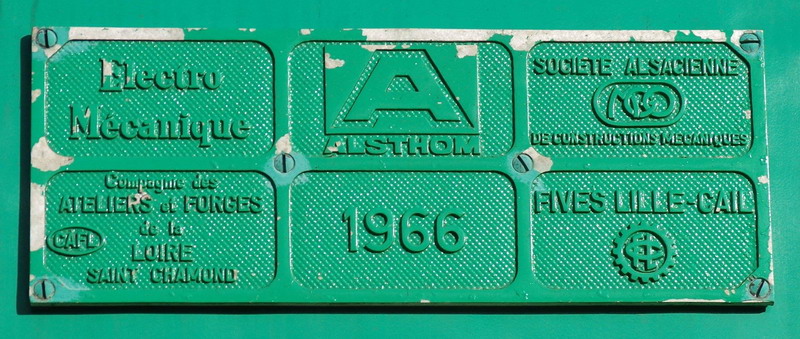 Electro
Mécanique
A
ALSTHOM
SOCIETE ALSACIENNE
DE CONSTRUCTIONS MECANIQUES
Compagnie des
ATELIERS et FORGES
de la
CAFL
LOIRE
SAINT CHAMOND
1966
FIVES LILLE-CAIL